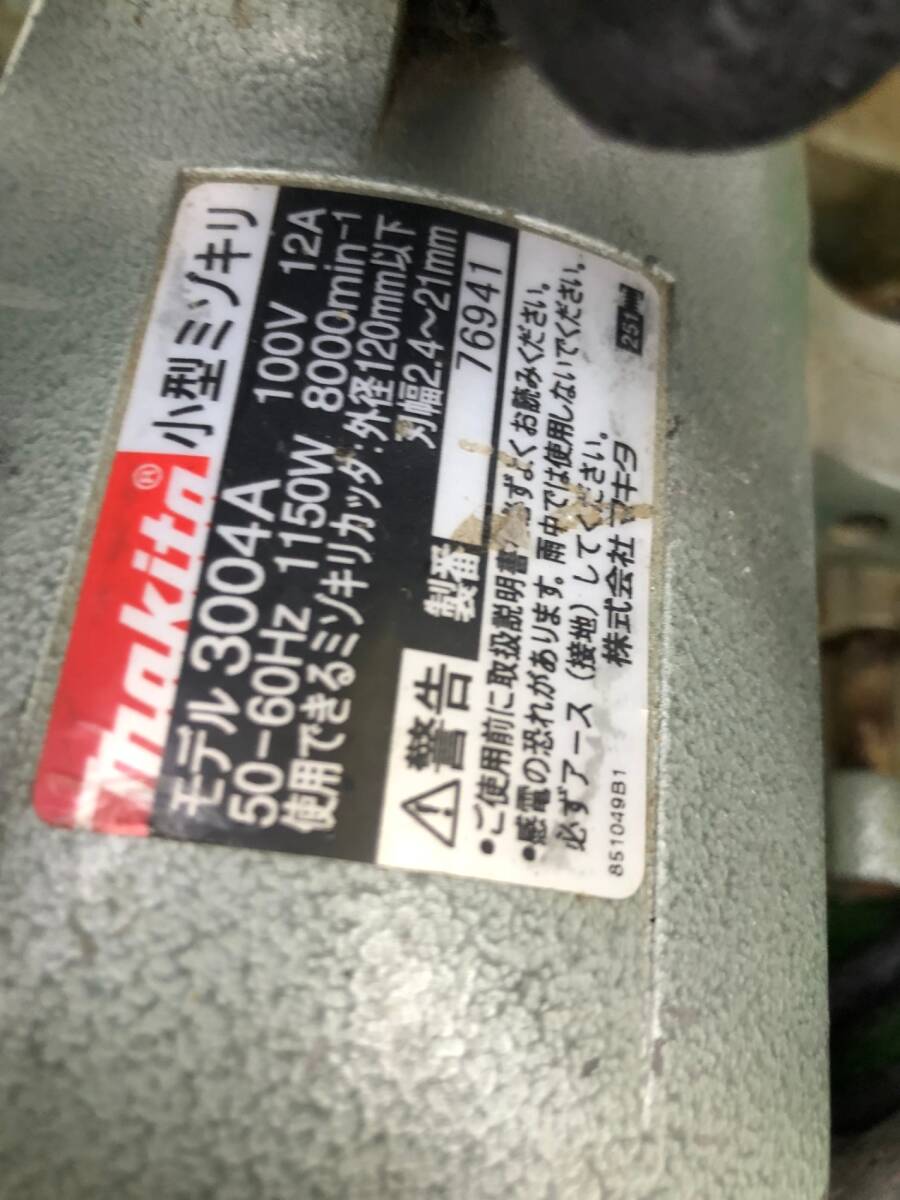 makita® 小型ミゾキリ
モデル 3004A 100V 12A
50-60Hz 1150W 8000min-1
使用できるミゾキリカッタ:外径120mm以下
刃幅2.4～21mm
製番 76941
警告
•ご使用前に取扱説明書を必ずよくお読みください。
•感電の恐れがあります。雨中では使用しないでください。
必ずアース(接地)してください。
851049B1 株式会社 マキタ
251